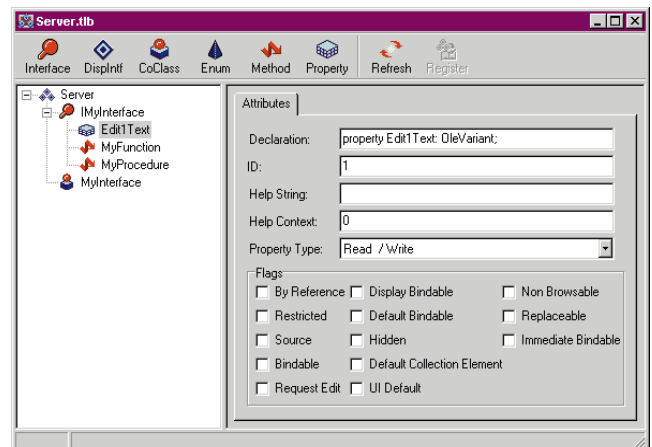 Server.tlb
Interface DispIntf CoClass Enum Method Property Refresh Register
Server
IMyInterface
Edit1Text
MyFunction
MyProcedure
MyInterface
Attributes
Declaration: property Edit1Text: OleVariant;
ID: 1
Help String:
Help Context: 0
Property Type: Read / Write
Flags
By Reference Display Bindable Non Browsable
Restricted Default Bindable Replaceable
Source Hidden Immediate Bindable
Bindable Default Collection Element
Request Edit UI Default